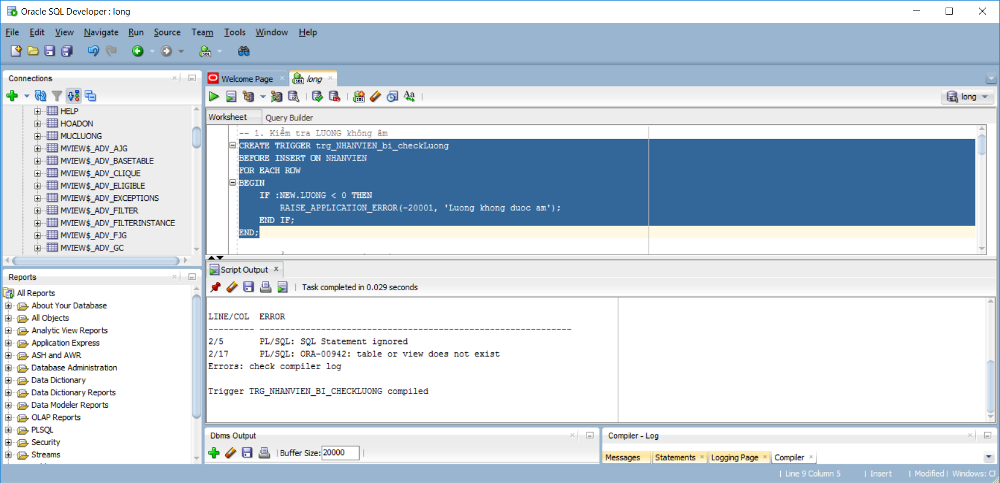 Oracle SQL Developer : long
File Edit View Navigate Run Source Team Tools Window Help
Connections
HELP
HOADON
MUCLUONG
MVIEW$_ADV_AJG
MVIEW$_ADV_BASETABLE
MVIEW$_ADV_CLIQUE
MVIEW$_ADV_ELIGIBLE
MVIEW$_ADV_EXCEPTIONS
MVIEW$_ADV_FILTER
MVIEW$_ADV_FILTERINSTANCE
MVIEW$_ADV_FJG
MVIEW$_ADV_GC
Reports
All Reports
About Your Database
All Objects
Analytic View Reports
Application Express
ASH and AWR
Database Administration
Data Dictionary
Data Dictionary Reports
Data Modeler Reports
OLAP Reports
PLSQL
Security
Streams
Welcome Page long
long
Worksheet Query Builder
-- 1. Kiểm tra LUONG không âm
CREATE TRIGGER trg_NHANVIEN_bi_checkLuong
BEFORE INSERT ON NHANVIEN
FOR EACH ROW
BEGIN
IF :NEW.LUONG < 0 THEN
RAISE_APPLICATION_ERROR(-20001, 'Luong khong duoc am');
END IF;
END;
Script Output
Task completed in 0.029 seconds
LINE/COL ERROR
--------- -------------------------------------------------------------
2/5 PL/SQL: SQL Statement ignored
2/17 PL/SQL: ORA-00942: table or view does not exist
Errors: check compiler log
Trigger TRG_NHANVIEN_BI_CHECKLUONG compiled
Dbms Output
Buffer Size: 20000
Compiler - Log
Messages Statements Logging Page Compiler
Line 9 Column 5 Insert Modified Windows: